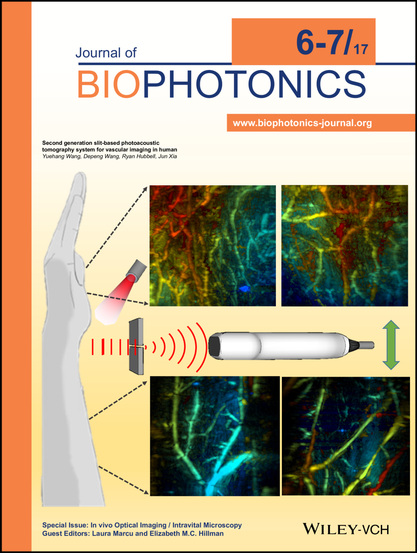 6-7/17
Journal of
BIOPHOTONICS
www.biophotonics-journal.org
Second generation slit-based photoacoustic
tomography system for vascular imaging in human
Yuehang Wang, Depeng Wang, Ryan Hubbell, Jun Xia
Special Issue: In vivo Optical Imaging / Intravital Microscopy
Guest Editors: Laura Marcu and Elizabeth M.C. Hillman
WILEY-VCH